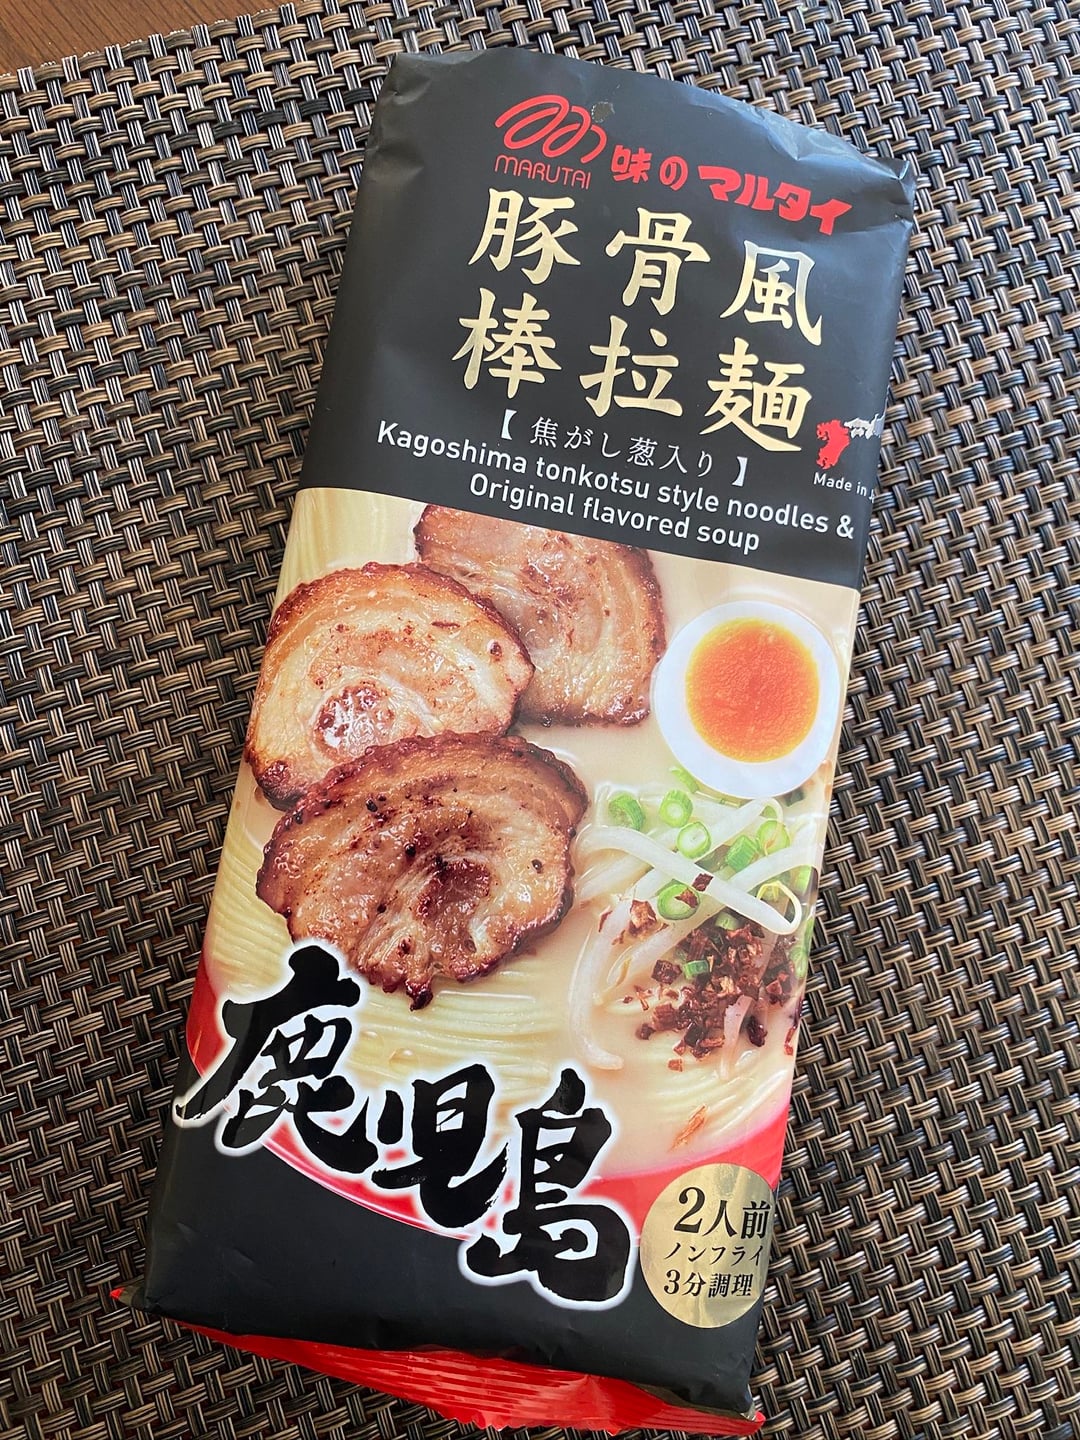 MARUTAI
味のマルタイ
豚骨風
棒拉麺
【焦がし葱入り】
Kagoshima tonkotsu style noodles &
Original flavored soup
Made in
鹿児島
2人前
ノンフライ
3分調理